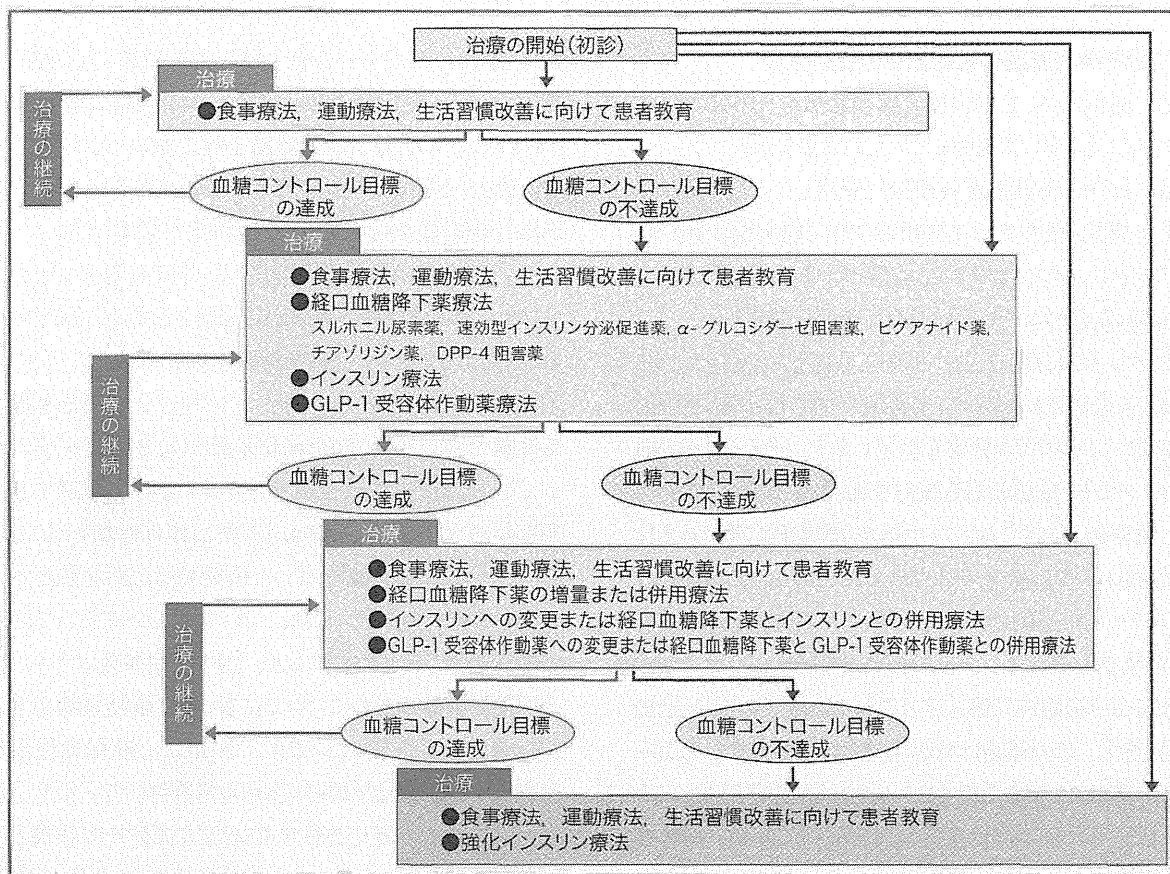 治療の開始(初診)
治療
●食事療法,運動療法,生活習慣改善に向けて患者教育
治療の継続
血糖コントロール目標
の達成
血糖コントロール目標
の不達成
治療
●食事療法,運動療法,生活習慣改善に向けて患者教育
●経口血糖降下薬療法
スルホニル尿素薬,速効型インスリン分泌促進薬,α-グルコシダーゼ阻害薬,ビグアナイド薬,
チアゾリジン薬,DPP-4阻害薬
●インスリン療法
●GLP-1受容体作動薬療法
治療の継続
血糖コントロール目標
の達成
血糖コントロール目標
の不達成
治療
●食事療法,運動療法,生活習慣改善に向けて患者教育
●経口血糖降下薬の増量または併用療法
●インスリンへの変更または経口血糖降下薬とインスリンとの併用療法
●GLP-1受容体作動薬への変更または経口血糖降下薬とGLP-1受容体作動薬との併用療法
治療の継続
血糖コントロール目標
の達成
血糖コントロール目標
の不達成
治療
●食事療法,運動療法,生活習慣改善に向けて患者教育
●強化インスリン療法